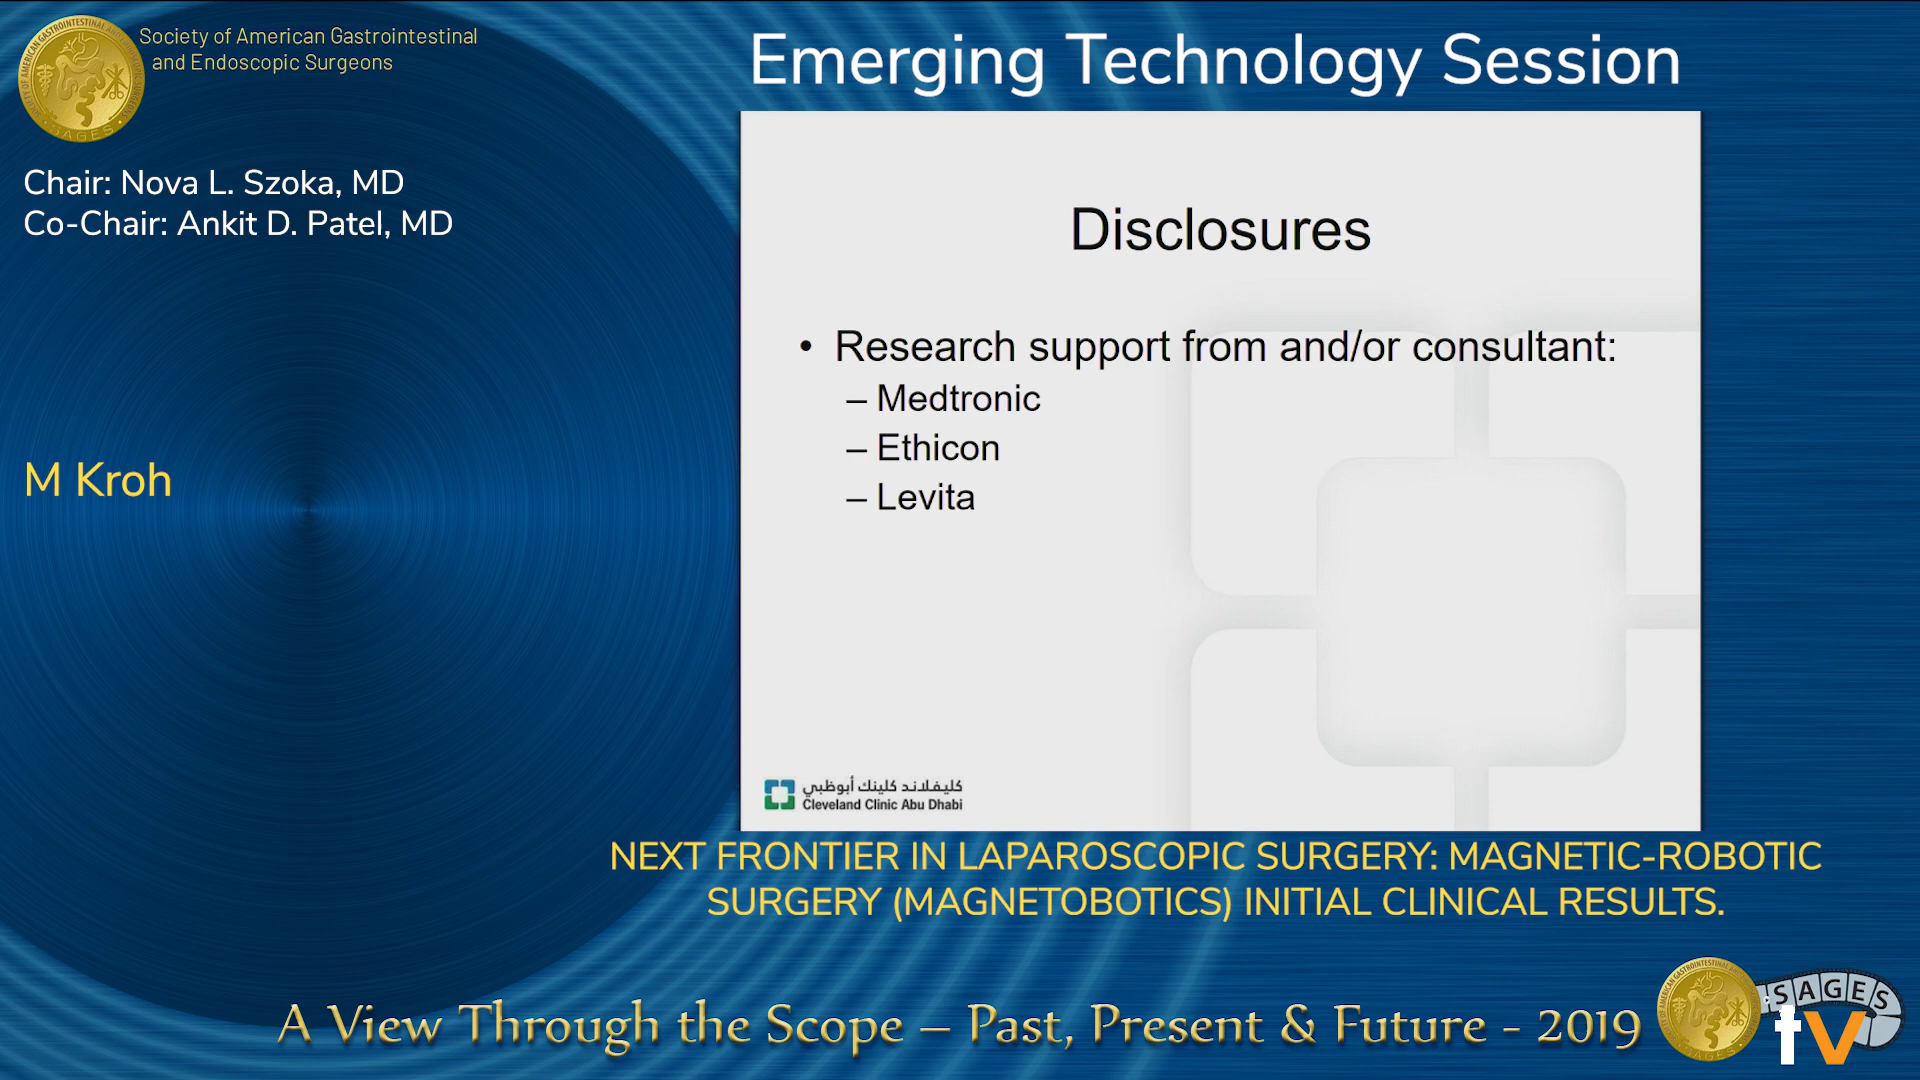 Society of American Gastrointestinal
and Endoscopic Surgeons
Emerging Technology Session
Chair: Nova L. Szoka, MD
Co-Chair: Ankit D. Patel, MD
M Kroh
Disclosures
• Research support from and/or consultant:
– Medtronic
– Ethicon
– Levita
كليفلاند كلينك أبوظبي
Cleveland Clinic Abu Dhabi
NEXT FRONTIER IN LAPAROSCOPIC SURGERY: MAGNETIC-ROBOTIC
SURGERY (MAGNETOBOTICS) INITIAL CLINICAL RESULTS.
A View Through the Scope – Past, Present & Future - 2019
SAGES
tv